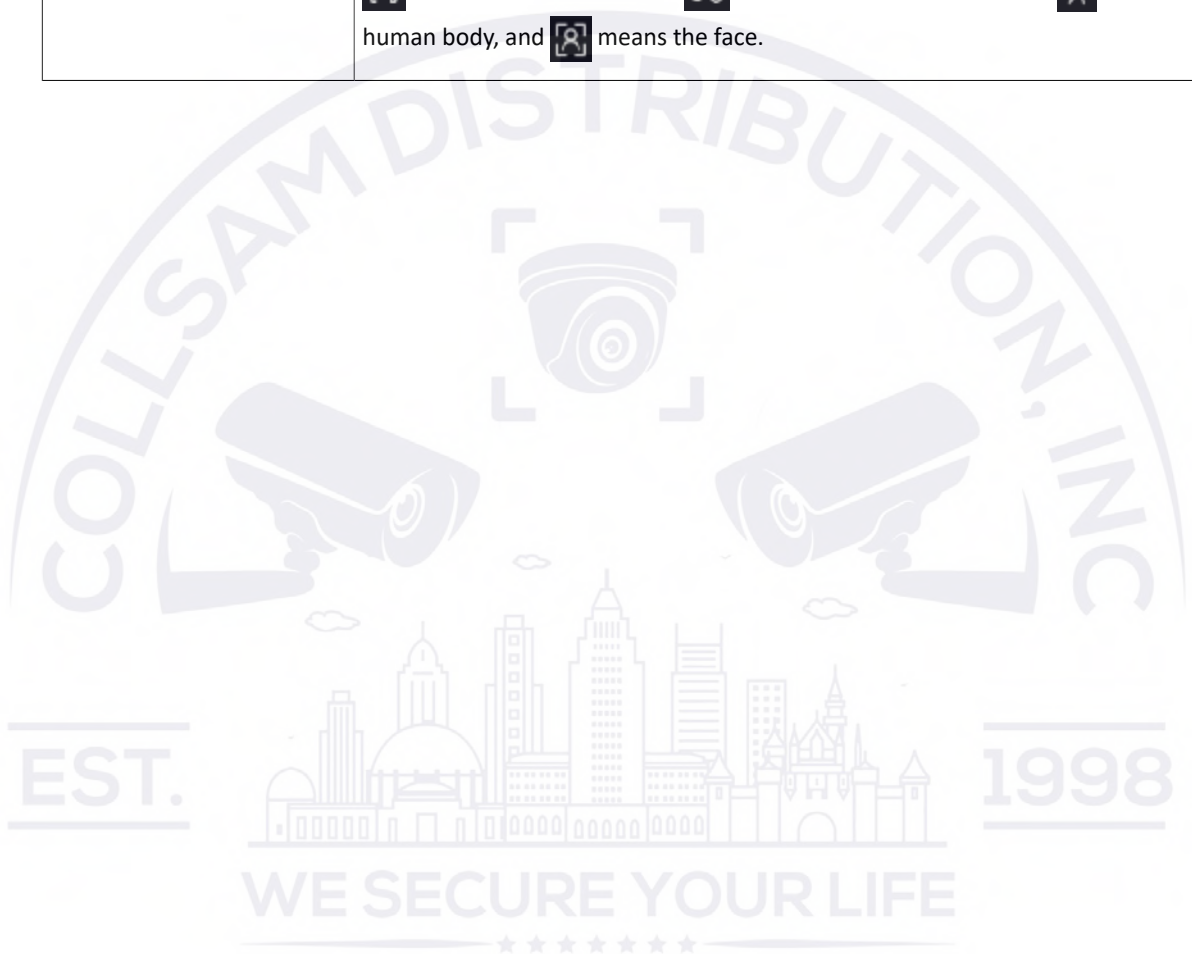 human body, and means the face.
COLLSAM DISTRIBUTION, INC
EST.
1998
WE SECURE YOUR LIFE